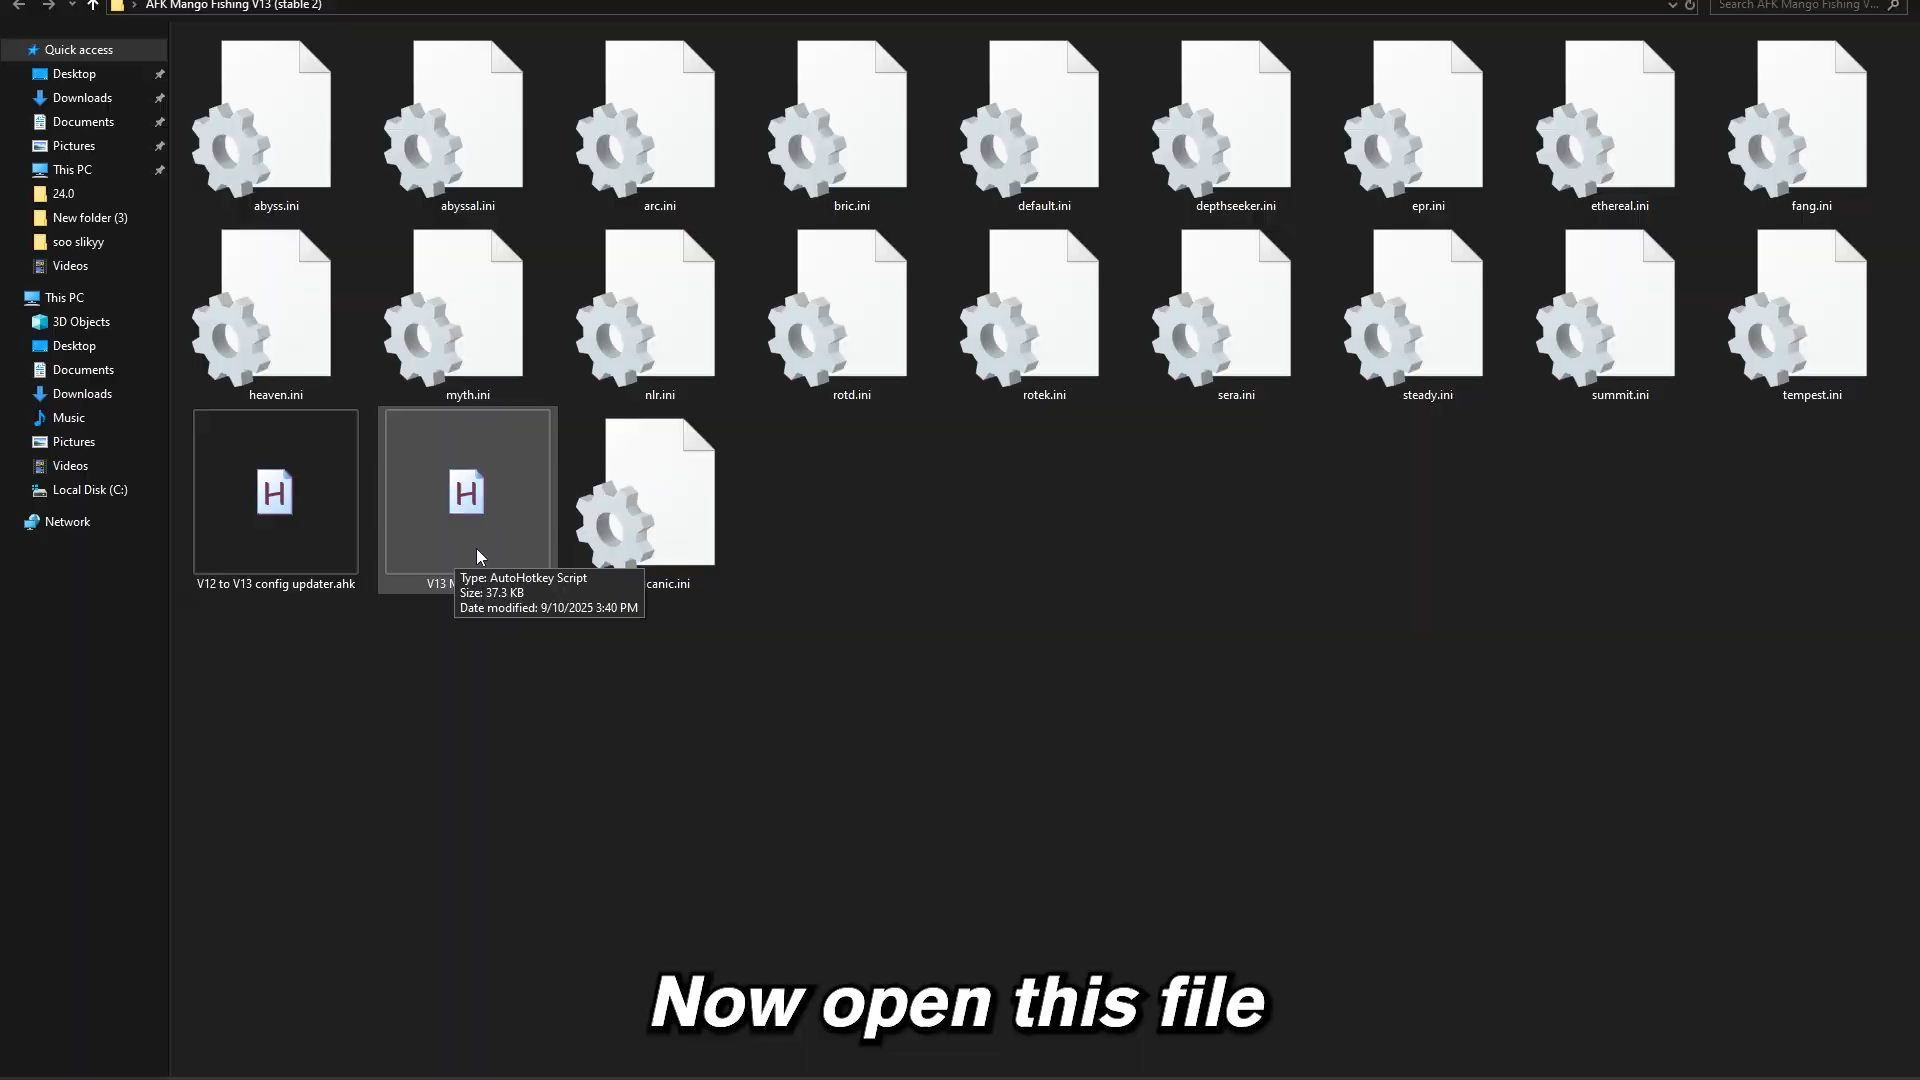 AFK Mango Fishing V13 (stable 2)
Search AFK Mango Fishing V...
Quick access
Desktop
Downloads
Documents
Pictures
This PC
24.0
New folder (3)
soo slikyy
Videos
This PC
3D Objects
Desktop
Documents
Downloads
Music
Pictures
Videos
Local Disk (C:)
Network
abyss.ini
abyssal.ini
arc.ini
bric.ini
default.ini
depthseeker.ini
epr.ini
ethereal.ini
fang.ini
heaven.ini
myth.ini
nlr.ini
rotd.ini
rotek.ini
sera.ini
steady.ini
summit.ini
tempest.ini
H
H
V12 to V13 config updater.ahk
V13
canic.ini
Type: AutoHotkey Script
Size: 37.3 KB
Date modified: 9/10/2025 3:40 PM
Now open this file